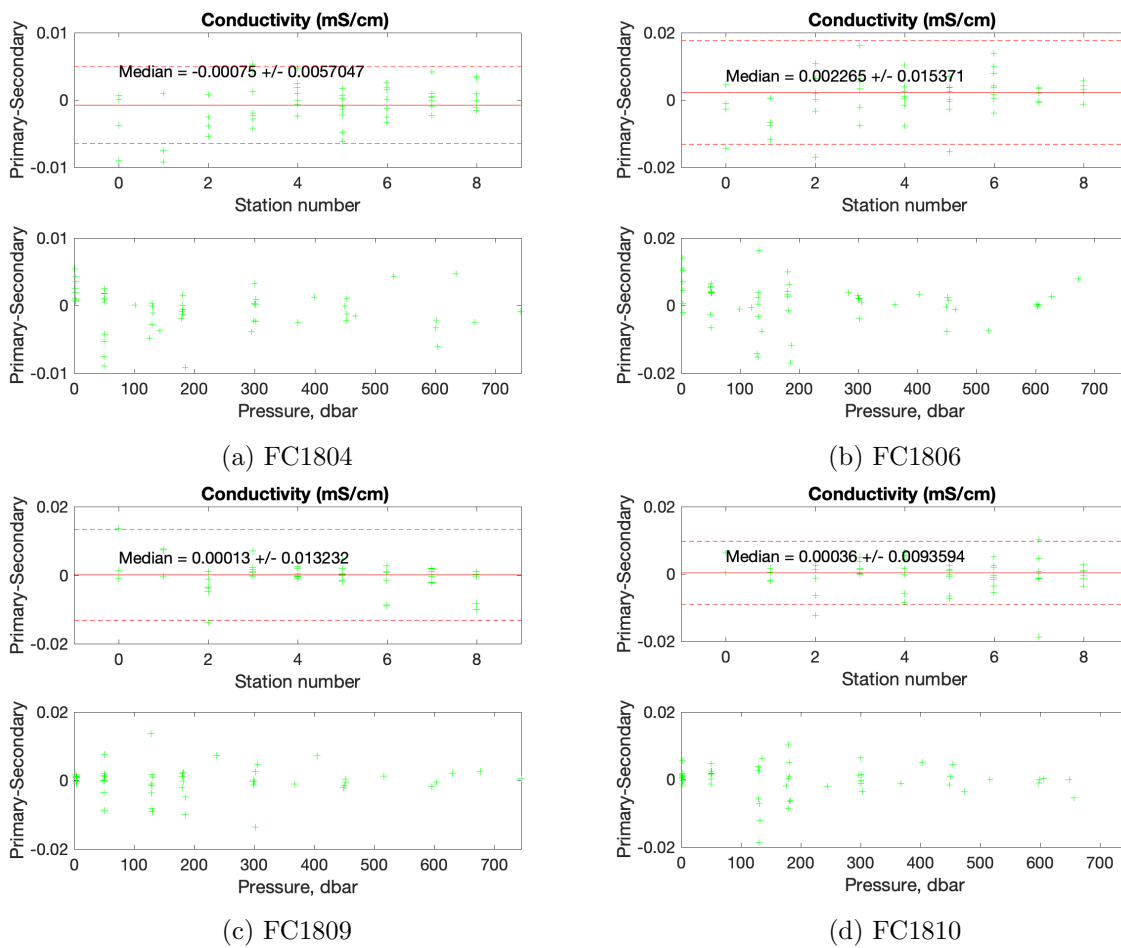 Conductivity (mS/cm)
Primary-Secondary
0.01
0
-0.01
Median = -0.00075 +/- 0.0057047
0 2 4 6 8
Station number
Primary-Secondary
0.01
0
-0.01
0 100 200 300 400 500 600 700
Pressure, dbar
(a) FC1804
Conductivity (mS/cm)
Primary-Secondary
0.02
0
-0.02
Median = 0.002265 +/- 0.015371
0 2 4 6 8
Station number
Primary-Secondary
0.02
0
-0.02
0 100 200 300 400 500 600 700
Pressure, dbar
(b) FC1806
Conductivity (mS/cm)
Primary-Secondary
0.02
0
-0.02
Median = 0.00013 +/- 0.013232
0 2 4 6 8
Station number
Primary-Secondary
0.02
0
-0.02
0 100 200 300 400 500 600 700
Pressure, dbar
(c) FC1809
Conductivity (mS/cm)
Primary-Secondary
0.02
0
-0.02
Median = 0.00036 +/- 0.0093594
0 2 4 6 8
Station number
Primary-Secondary
0.02
0
-0.02
0 100 200 300 400 500 600 700
Pressure, dbar
(d) FC1810